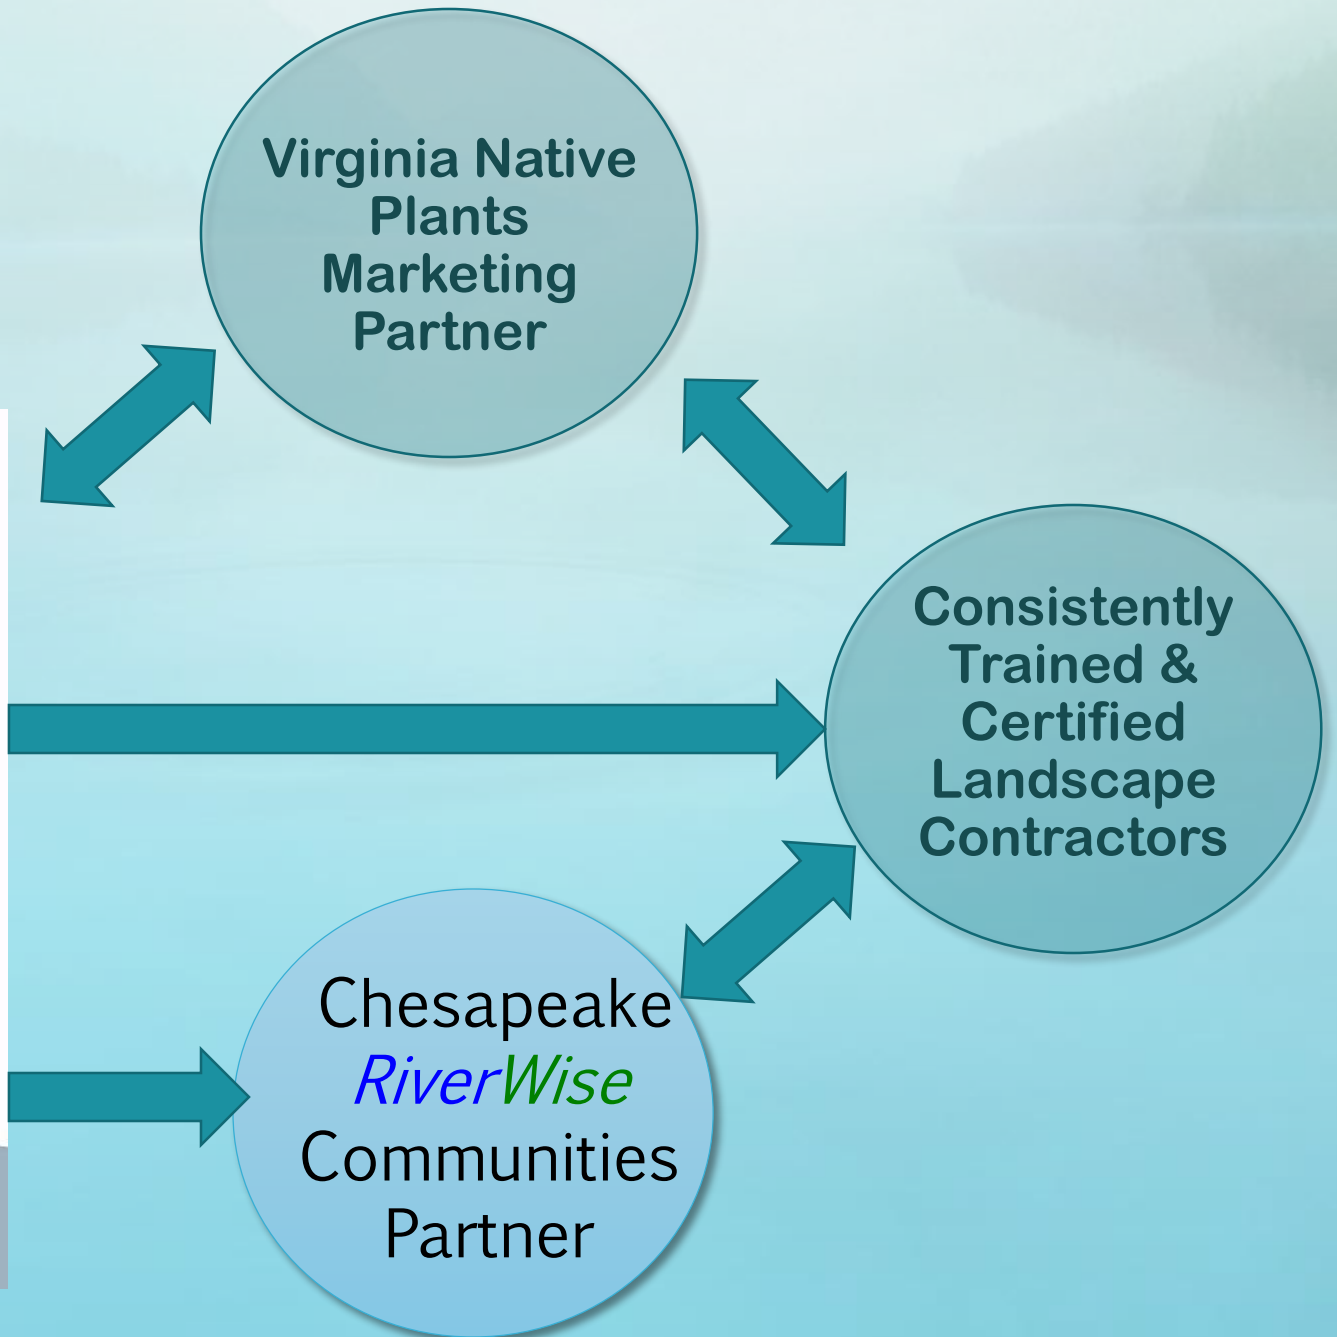 Virginia Native
Plants
Marketing
Partner
Consistently
Trained &
Certified
Landscape
Contractors
Chesapeake
RiverWise
Communities
Partner